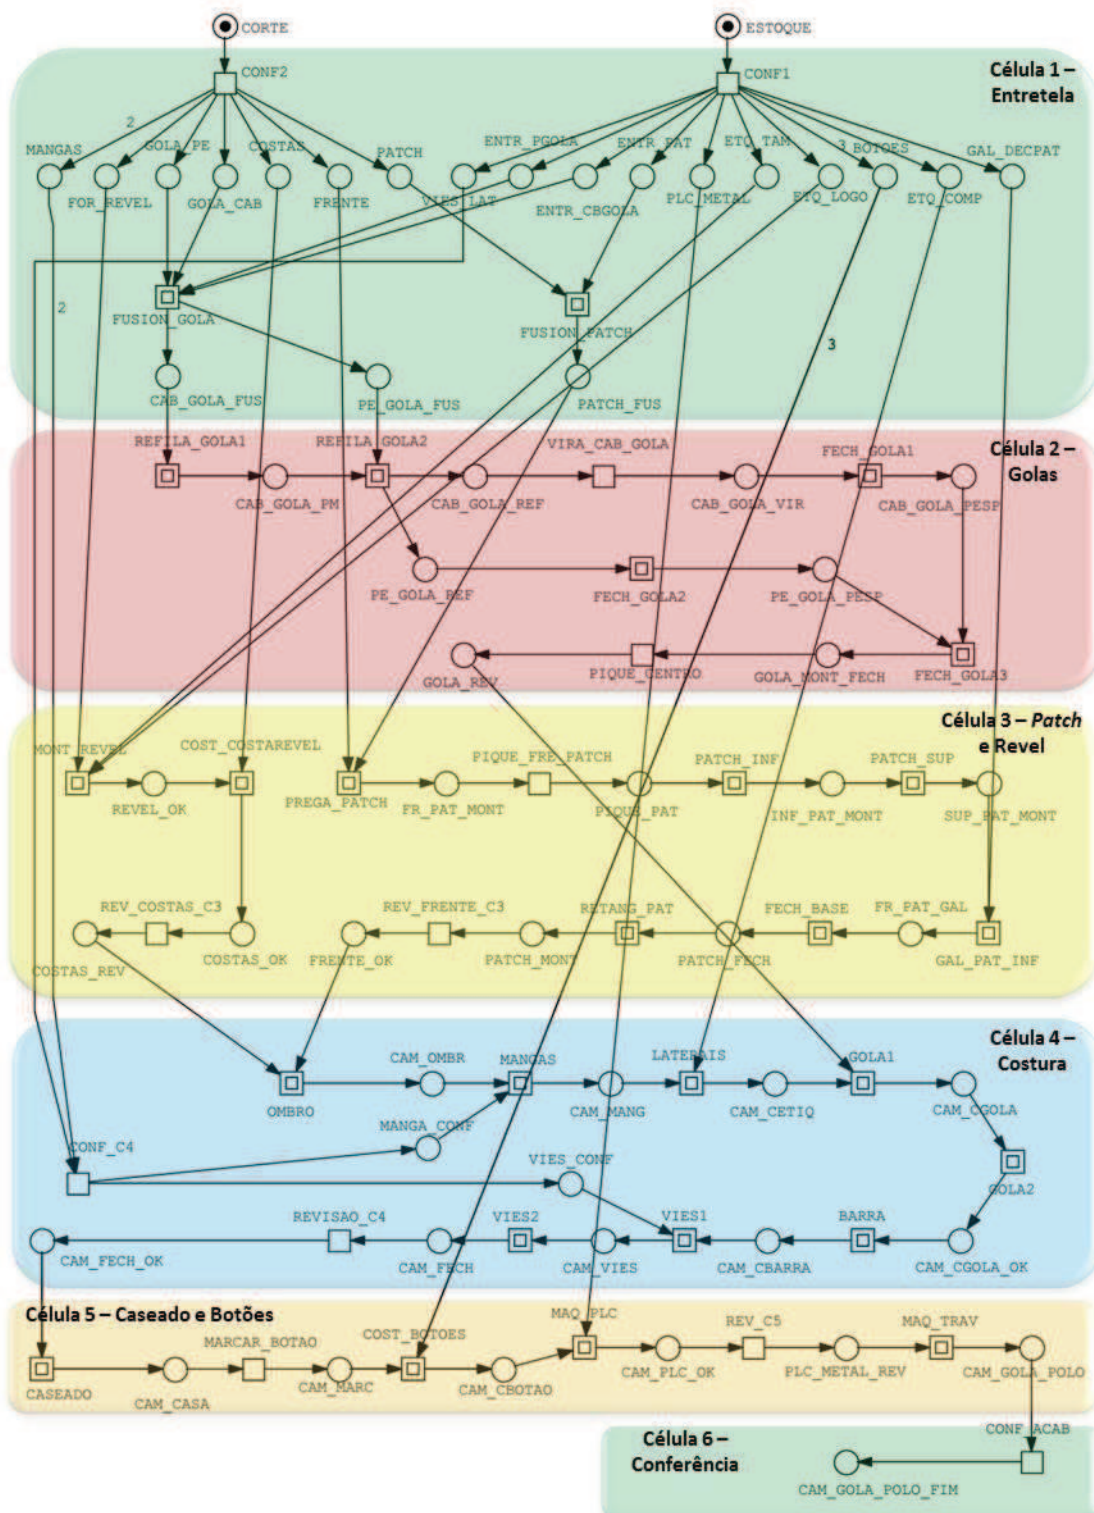 CORTE
ESTOQUE
Célula 1 –
Entretela
CONF2
CONF1
2
3
MANGAS
GOLA_PE
COSTAS
PATCH
ENTR_PGOLA
ENTR_PAT
ETQ_TAM
BOTOES
GAL_DECPAT
FOR_REVEL
GOLA_CAB
FRENTE
VIES_LAT
ENTR_CBGOLA
PLC_METAL
ETQ_LOGO
ETQ_COMP
2
FUSION_GOLA
FUSION_PATCH
3
CAB_GOLA_FUS
PE_GOLA_FUS
PATCH_FUS
Célula 2 –
Golas
REFILA_GOLA1
REFILA_GOLA2
VIRA_CAB_GOLA
FECH_GOLA1
CAB_GOLA_PM
CAB_GOLA_REF
CAB_GOLA_VIR
CAB_GOLA_PESP
PE_GOLA_REF
FECH_GOLA2
PE_GOLA_PESP
GOLA_REV
PIQUE_CENTRO
GOLA_MONT_FECH
FECH_GOLA3
Célula 3 – Patch
e Revel
MONT_REVEL
COST_COSTAREVEL
PIQUE_FRE_PATCH
PATCH_INF
PATCH_SUP
REVEL_OK
PREGA_PATCH
FR_PAT_MONT
PIQUE_PAT
INF_PAT_MONT
SUP_PAT_MONT
REV_COSTAS_C3
REV_FRENTE_C3
RETANG_PAT
FECH_BASE
FR_PAT_GAL
COSTAS_REV
COSTAS_OK
FRENTE_OK
PATCH_MONT
PATCH_FECH
GAL_PAT_INF
Célula 4 –
Costura
CAM_OMBR
MANGAS
LATERAIS
GOLA1
OMBRO
CAM_MANG
CAM_CETIQ
CAM_CGOLA
MANGA_CONF
CONF_C4
VIES_CONF
GOLA2
REVISAO_C4
VIES2
VIES1
BARRA
CAM_FECH_OK
CAM_FECH
CAM_VIES
CAM_CBARRA
CAM_CGOLA_OK
Célula 5 – Caseado e Botões
MARCAR_BOTAO
COST_BOTOES
MAQ_PLC
REV_C5
MAQ_TRAV
CASEADO
CAM_CASA
CAM_MARC
CAM_CBOTAO
CAM_PLC_OK
PLC_METAL_REV
CAM_GOLA_POLO
Célula 6 –
Conferência
CONF_ACAB
CAM_GOLA_POLO_FIM